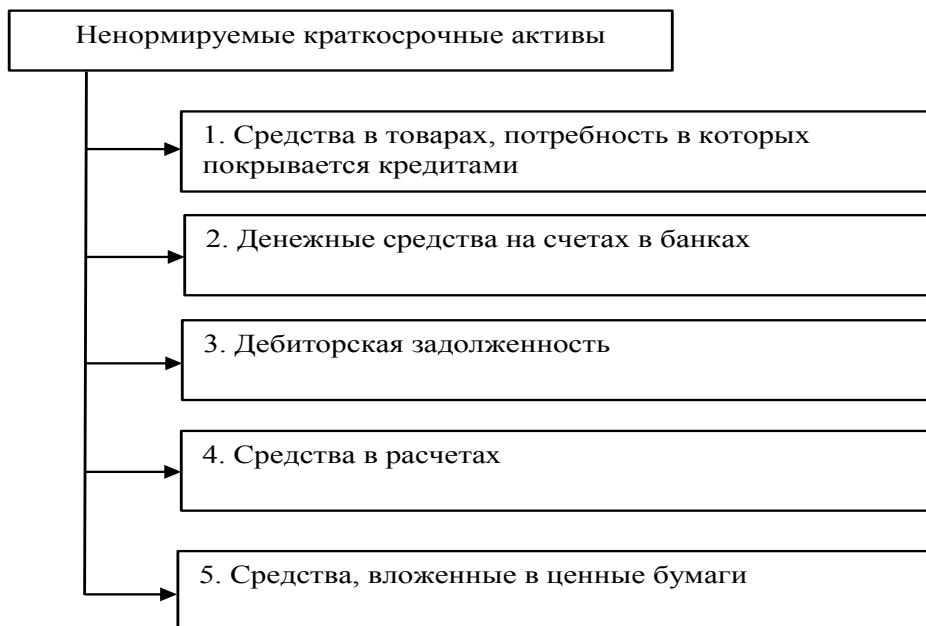 Ненормируемые краткосрочные активы
1. Средства в товарах, потребность в которых
покрывается кредитами
2. Денежные средства на счетах в банках
3. Дебиторская задолженность
4. Средства в расчетах
5. Средства, вложенные в ценные бумаги